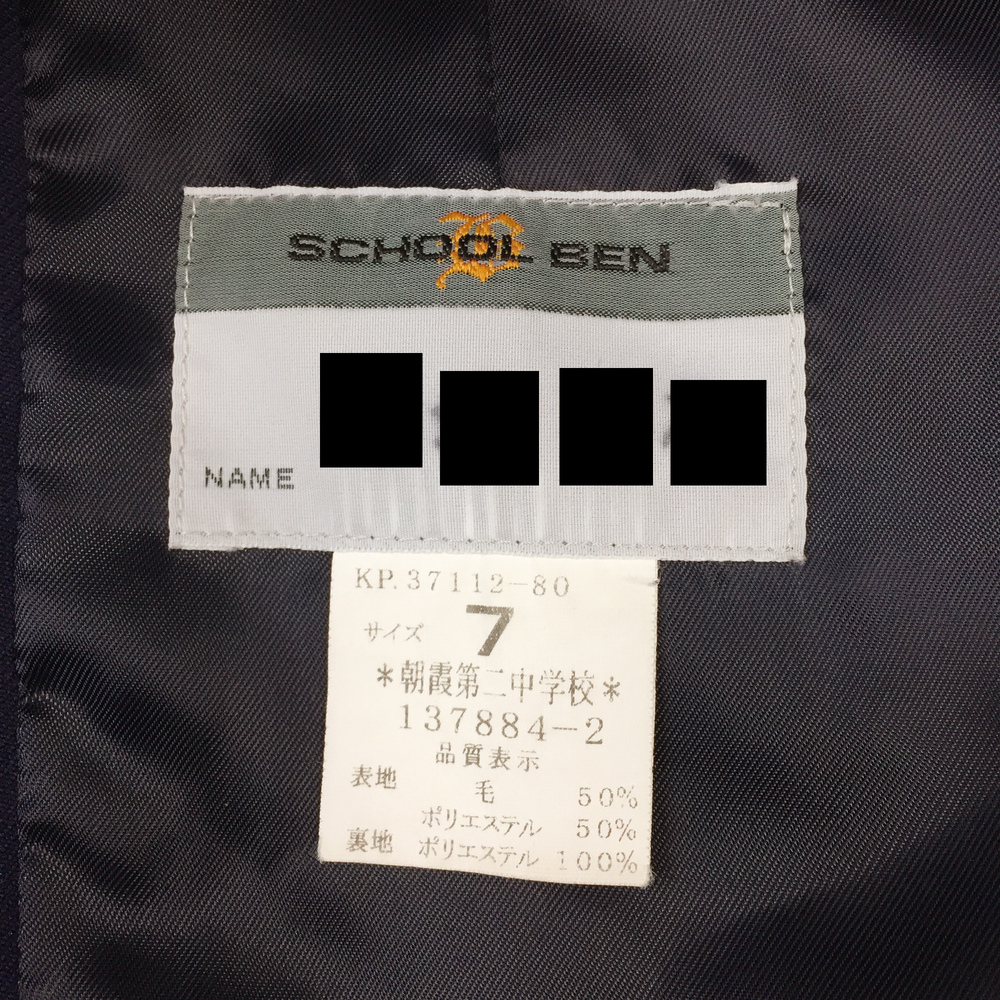 SCHOOL BEN
NAME
KP.37112-80
サイズ 7
*朝霞第二中学校*
137884-2
品質表示
表地 毛 50%
ポリエステル 50%
裏地 ポリエステル 100%